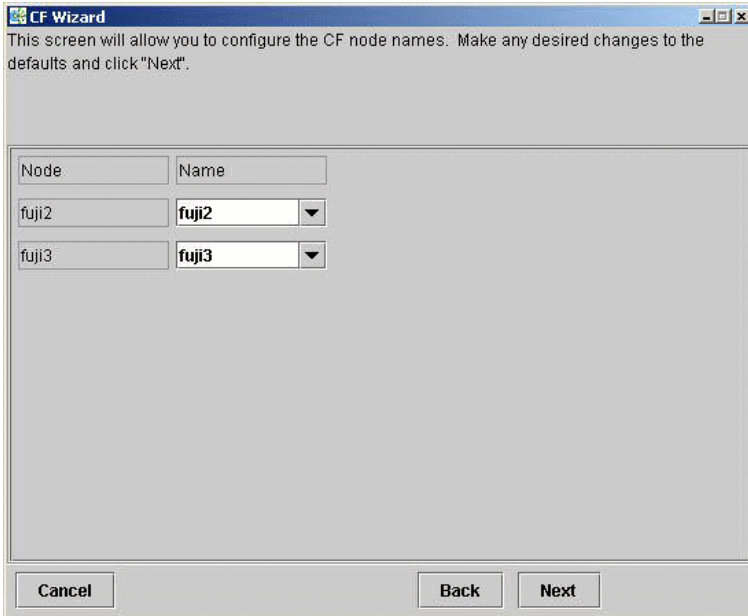 CF Wizard
This screen will allow you to configure the CF node names. Make any desired changes to the
defaults and click "Next".
Node Name
fuji2 fuji2
fuji3 fuji3
Cancel Back Next